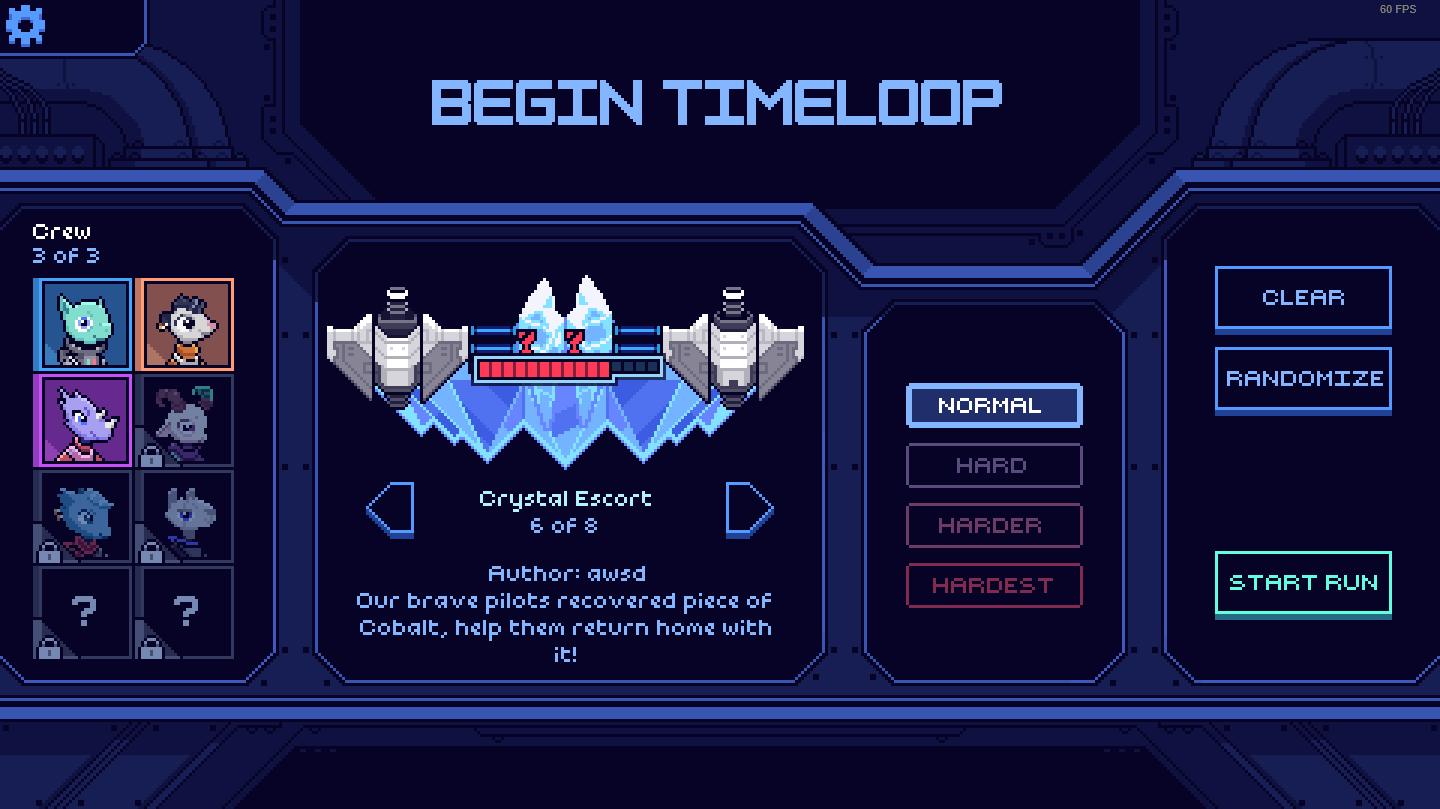 60 FPS
BEGIN TIMELOOP
Crew
3 of 3
?
?
Crystal Escort
6 of 8
Author: awsd
Our brave pilots recovered piece of
Cobalt, help them return home with
it!
NORMAL
HARD
HARDER
HARDEST
CLEAR
RANDOMIZE
START RUN